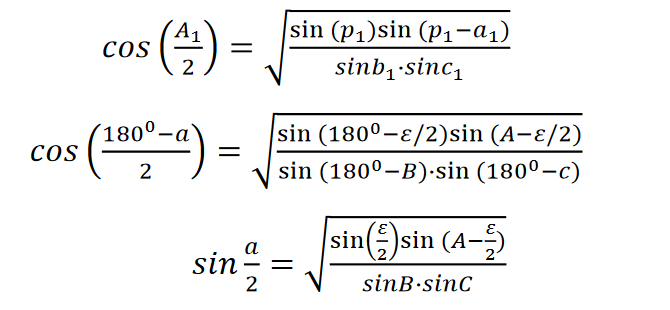 cos (A₁/2) = √(sin (p₁)sin (p₁−a₁) / sinb₁·sinc₁)
cos (180⁰−a/2) = √(sin (180⁰−ε/2)sin (A−ε/2) / sin (180⁰−B)·sin (180⁰−c))
sin a/2 = √(sin(ε/2)sin (A−ε/2) / sinB·sinC)